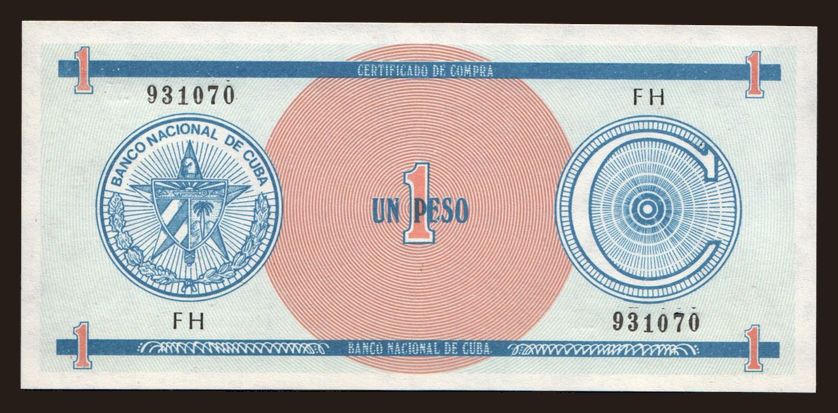 1 1
CERTIFICADO DE COMPRA
931070 FH
BANCO NACIONAL DE CUBA
C
1
UN PESO
FH 931070
1 1
BANCO NACIONAL DE CUBA